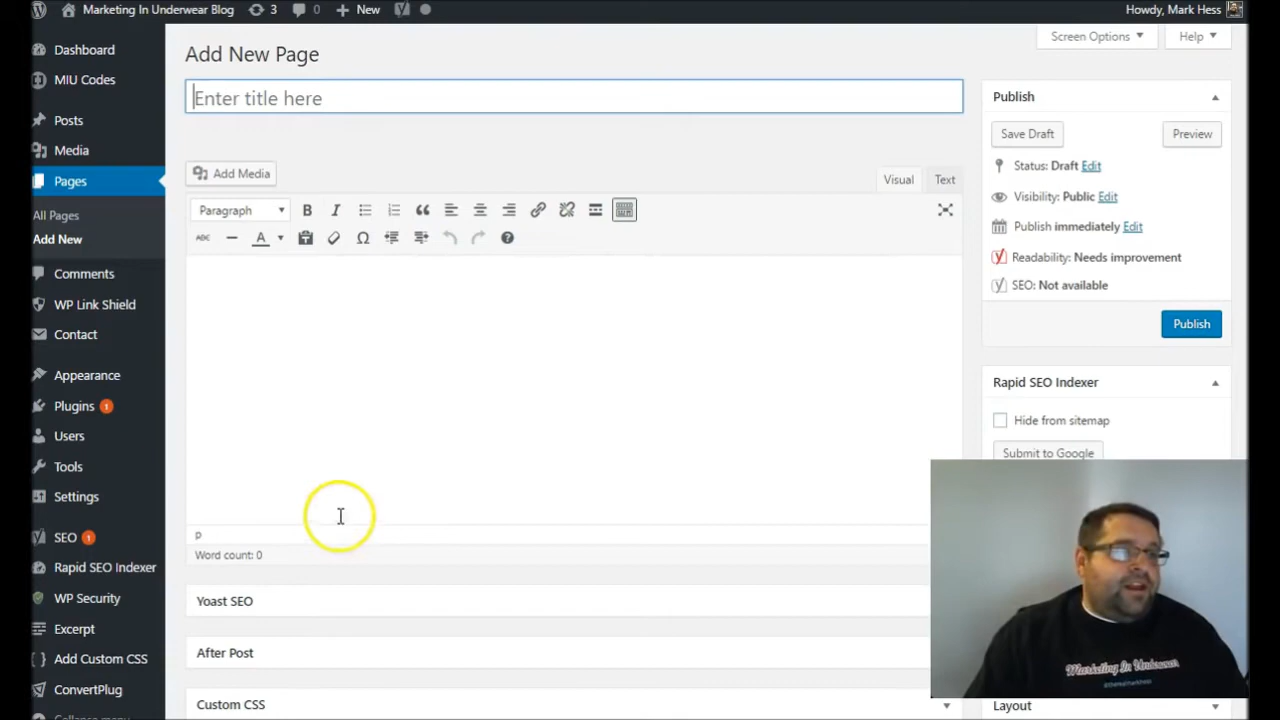 Marketing In Underwear Blog 3 0 New Howdy, Mark Hess
Dashboard
MIU Codes
Posts
Media
Pages
All Pages
Add New
Comments
WP Link Shield
Contact
Appearance
Plugins 1
Users
Tools
Settings
SEO 1
Rapid SEO Indexer
WP Security
Excerpt
Add Custom CSS
ConvertPlug
Collapse menu
Screen Options Help
Add New Page
Enter title here
Add Media
Visual Text
Paragraph
ABC
p
Word count: 0
Yoast SEO
After Post
Custom CSS
Publish
Save Draft Preview
Status: Draft Edit
Visibility: Public Edit
Publish immediately Edit
Readability: Needs improvement
SEO: Not available
Publish
Rapid SEO Indexer
Hide from sitemap
Submit to Google
Marketing In Underwear
Layout